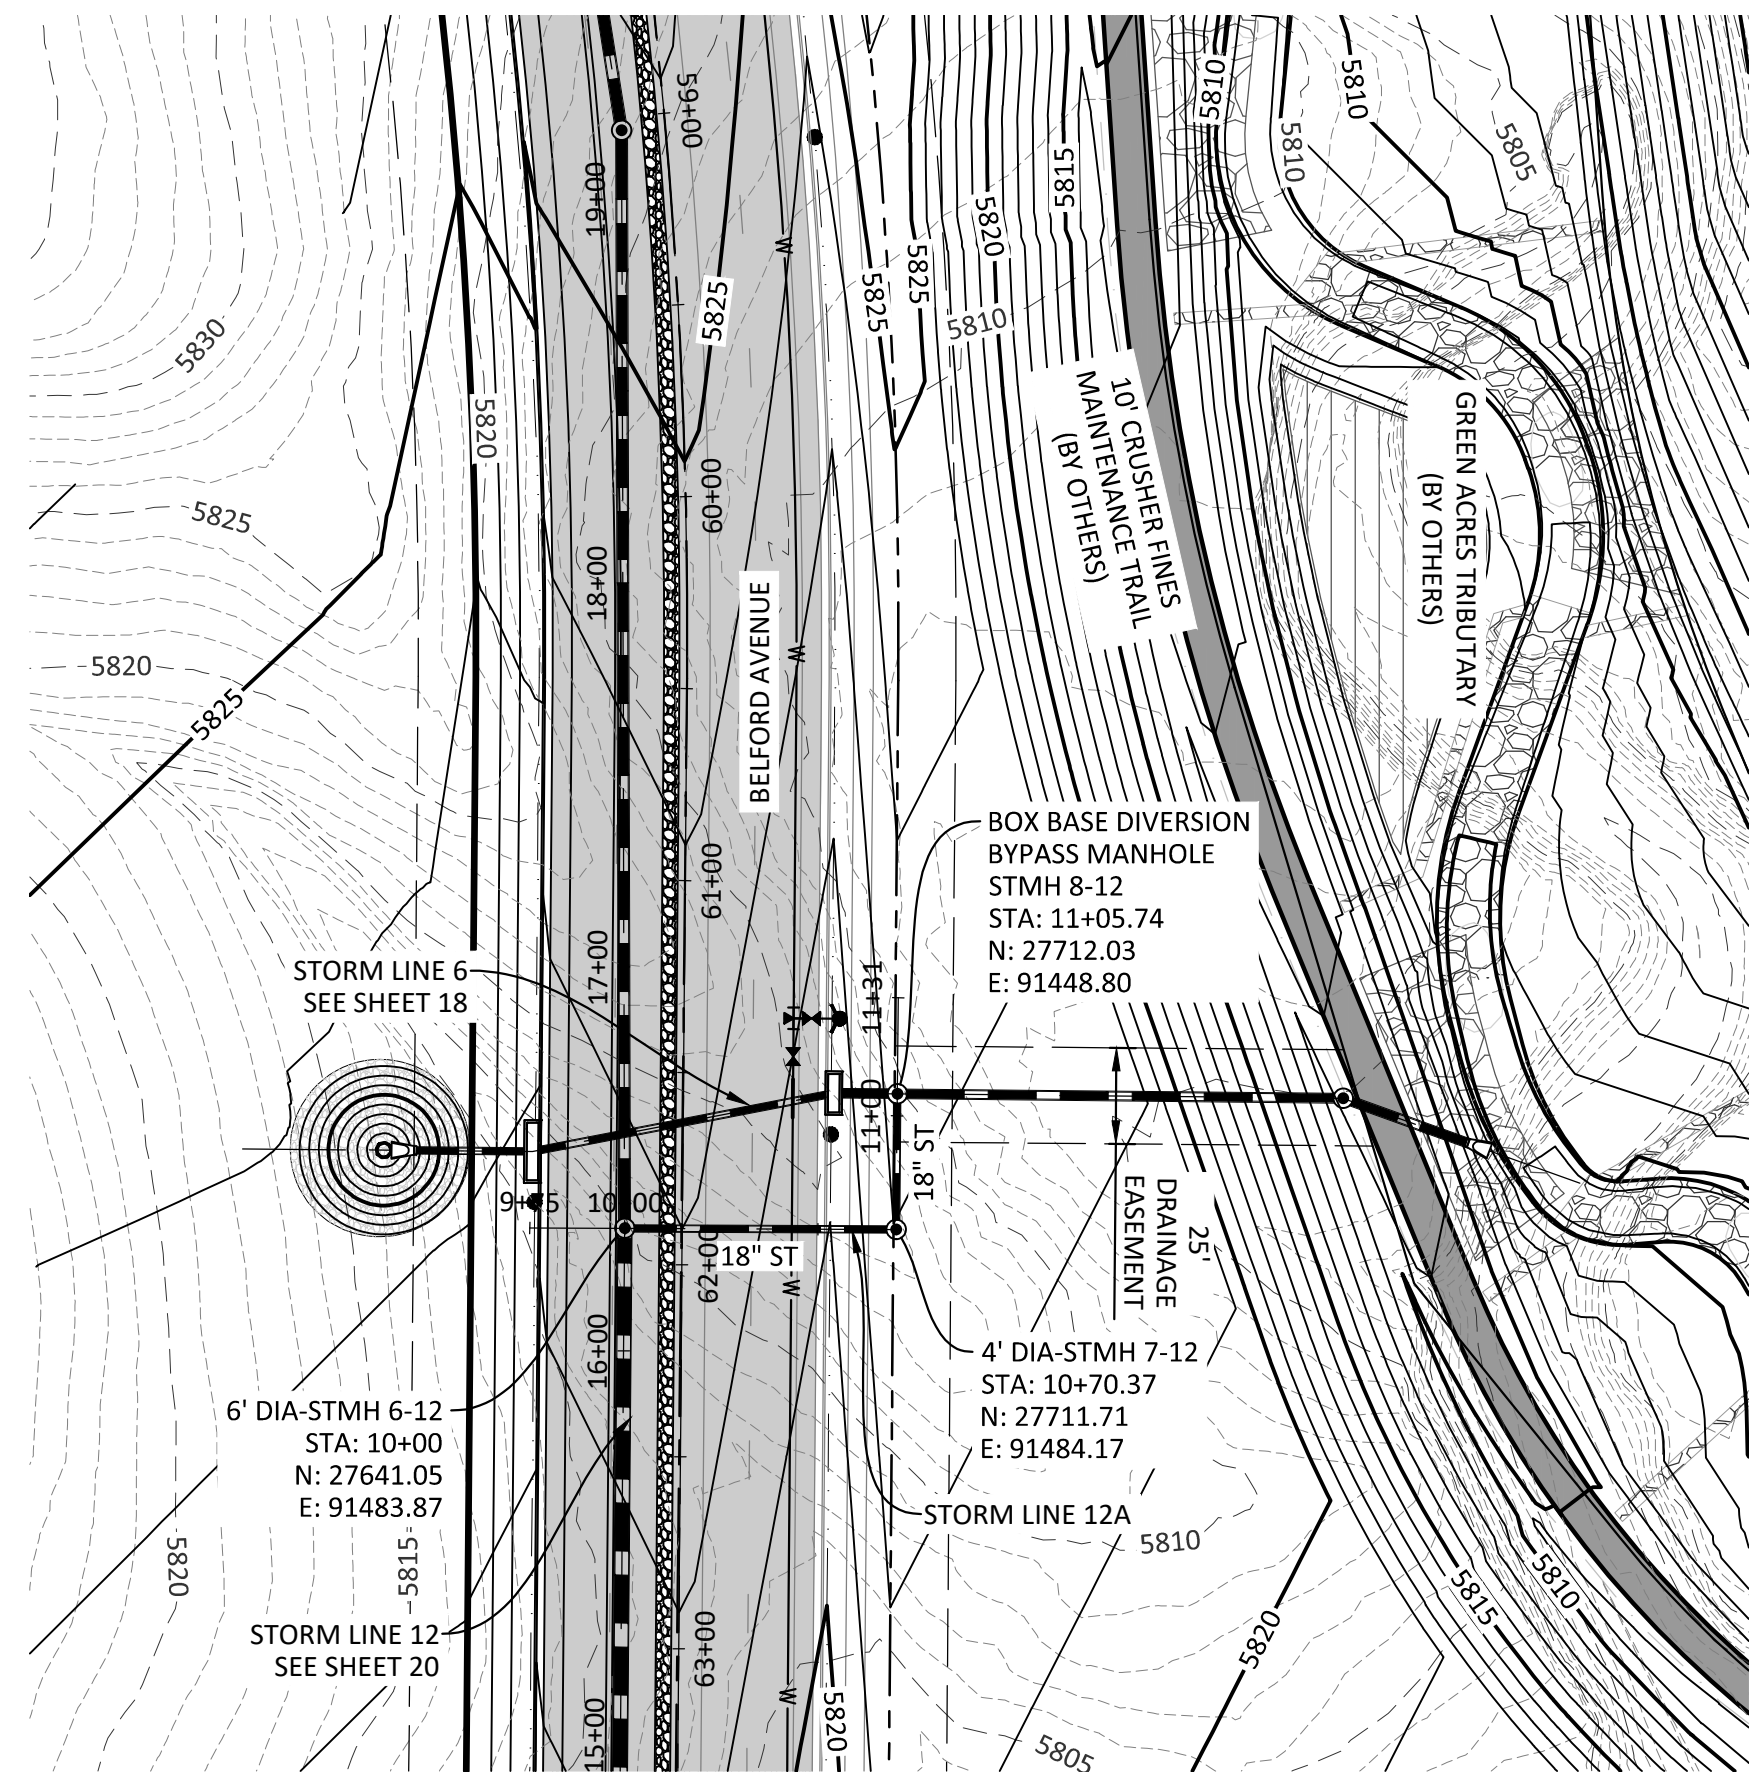 59+00
19+00
5810
5810
5810
5805
5815
5820
5825
5825
5825
5810
5830
5820
5825
5820
5825
60+00
18+00
BELFORD AVENUE
10' CRUSHER FINES
MAINTENANCE TRAIL
(BY OTHERS)
GREEN ACRES TRIBUTARY
(BY OTHERS)
W
W
61+00
17+00
BOX BASE DIVERSION
BYPASS MANHOLE
STMH 8-12
STA: 11+05.74
N: 27712.03
E: 91448.80
STORM LINE 6
SEE SHEET 18
11+31
11+00
18" ST
10+00
18" ST
62+00
W
25'
DRAINAGE
EASEMENT
16+00
6' DIA-STMH 6-12
STA: 10+00
N: 27641.05
E: 91483.87
4' DIA-STMH 7-12
STA: 10+70.37
N: 27711.71
E: 91484.17
STORM LINE 12A
5810
5820
5815
STORM LINE 12
SEE SHEET 20
63+00
15+00
W
5820
5820
5815
5810
5805